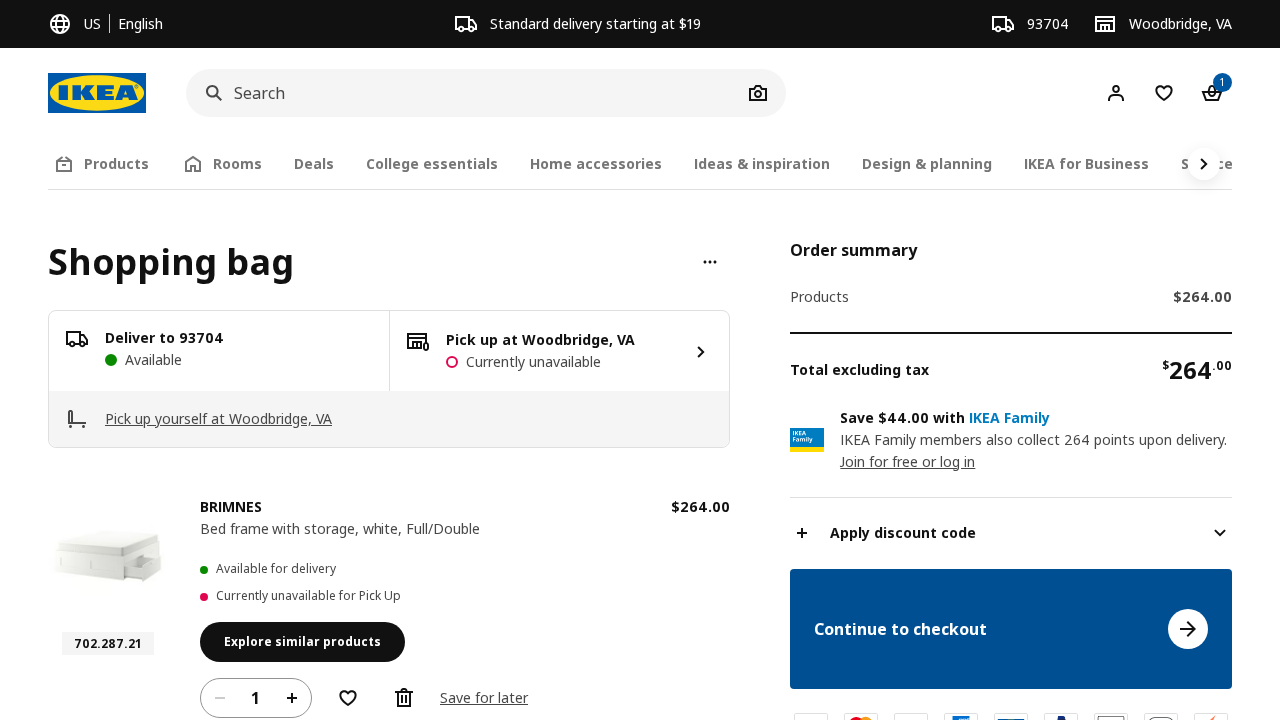 US English
Standard delivery starting at $19
93704
Woodbridge, VA
IKEA
Search
1
Products
Rooms
Deals
College essentials
Home accessories
Ideas & inspiration
Design & planning
IKEA for Business
Shopping bag
Deliver to 93704
Available
Pick up at Woodbridge, VA
Currently unavailable
Pick up yourself at Woodbridge, VA
BRIMNES
$264.00
Bed frame with storage, white, Full/Double
Available for delivery
Currently unavailable for Pick Up
702.287.21
Explore similar products
1
Save for later
Order summary
Products
$264.00
Total excluding tax
$264.00
IKEA
Family
Save $44.00 with IKEA Family
IKEA Family members also collect 264 points upon delivery.
Join for free or log in
Apply discount code
Continue to checkout